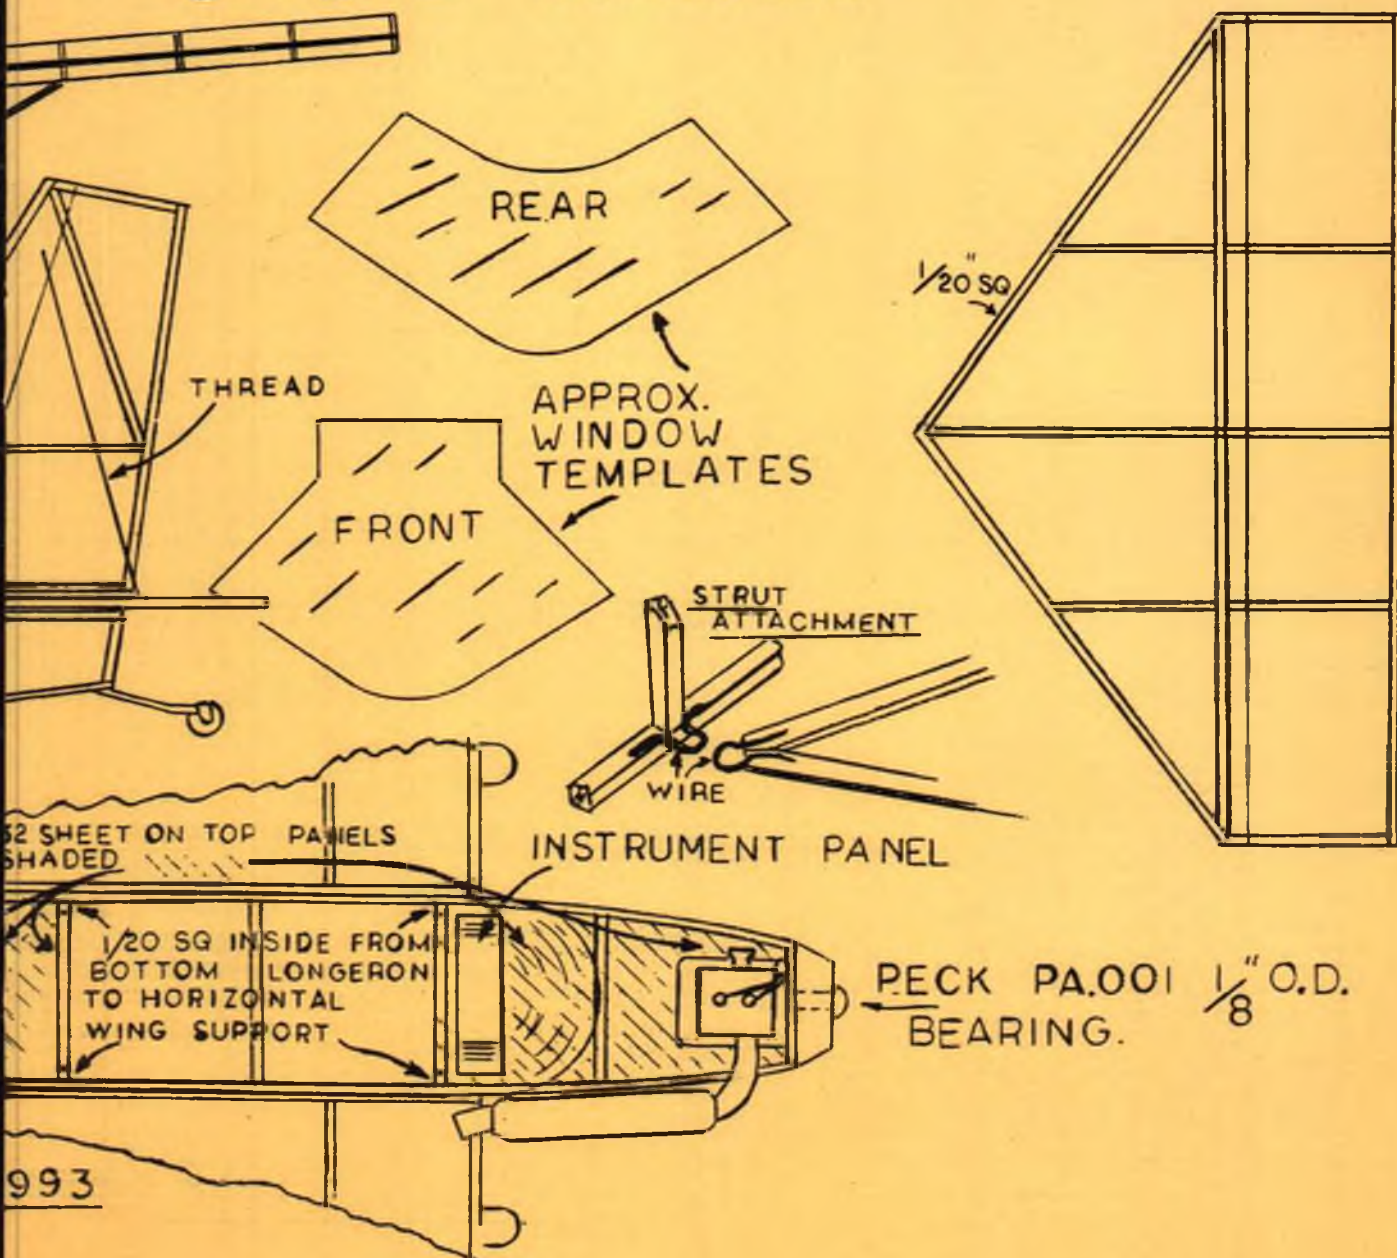 REAR
1/20" SQ
THREAD
APPROX.
WINDOW
TEMPLATES
FRONT
STRUT
ATTACHMENT
WIRE
32 SHEET ON TOP PANELS
SHADED
INSTRUMENT PANEL
1/20 SQ INSIDE FROM
BOTTOM LONGERON
TO HORIZONTAL
WING SUPPORT
PECK PA.001 1/8" O.D.
BEARING.
993